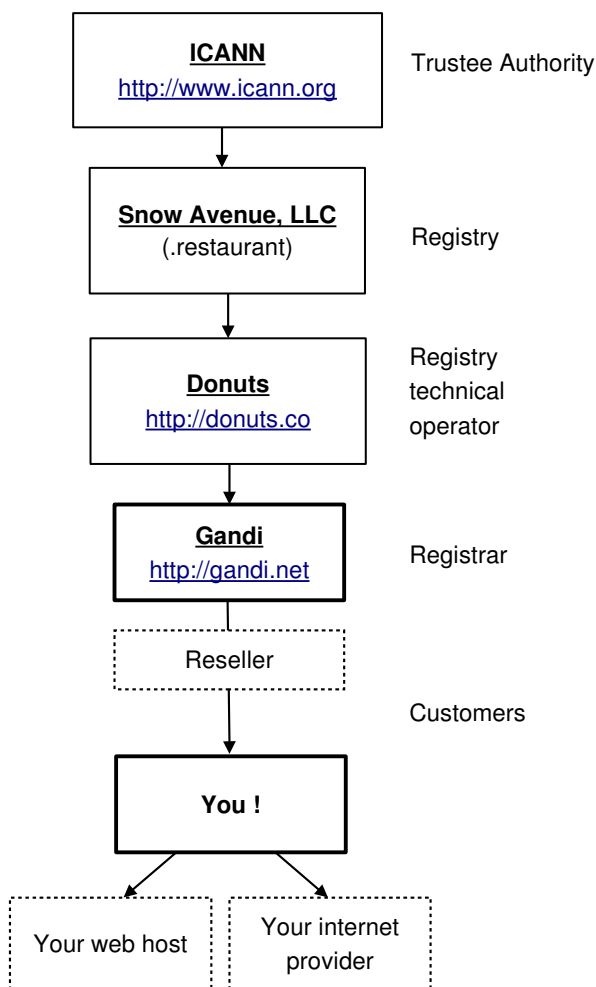 ICANN
http://www.icann.org
Trustee Authority
Snow Avenue, LLC
(.restaurant)
Registry
Donuts
http://donuts.co
Registry
technical
operator
Gandi
http://gandi.net
Registrar
Reseller
Customers
You !
Your web host
Your internet
provider